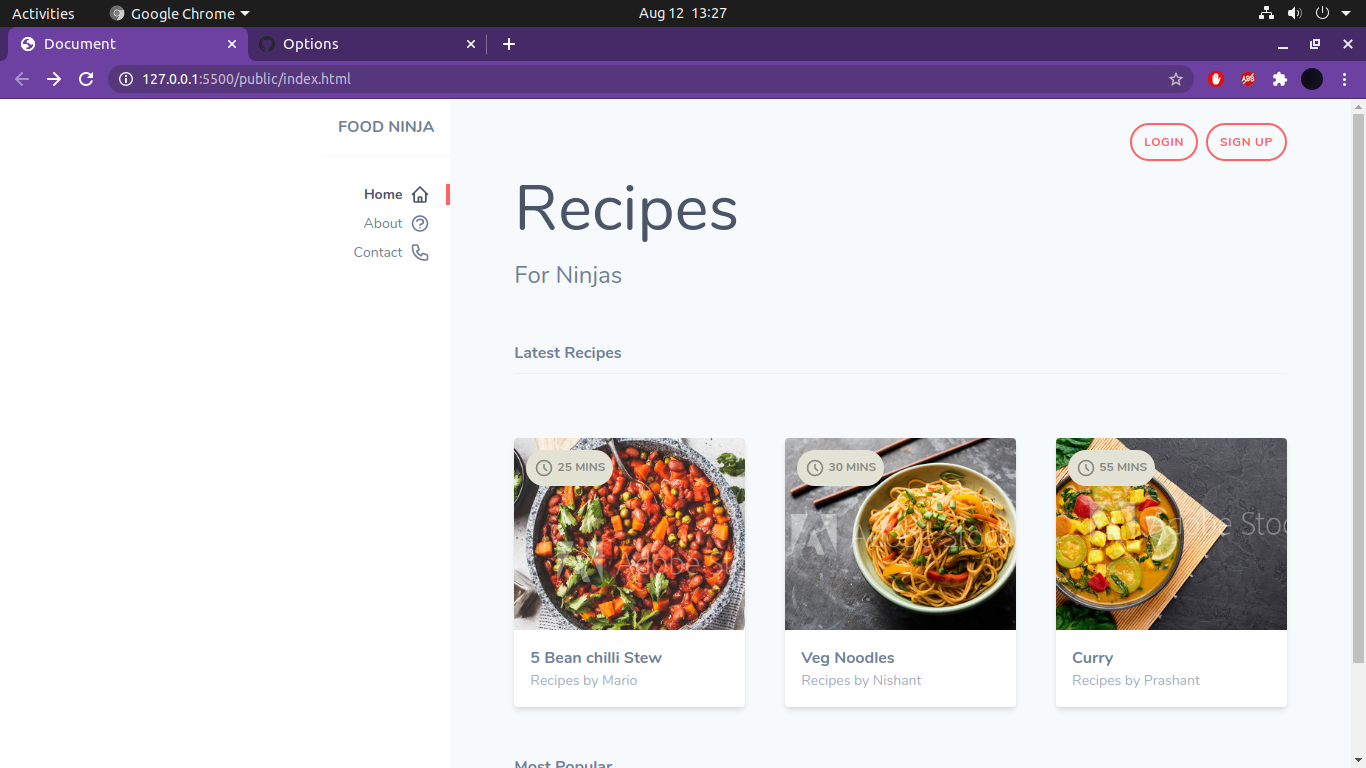 Activities
Google Chrome
Aug 12 13:27
Document
Options
127.0.0.1:5500/public/index.html
FOOD NINJA
LOGIN
SIGN UP
Home
About
Contact
Recipes
For Ninjas
Latest Recipes
25 MINS
30 MINS
55 MINS
Adobe Stoc
5 Bean chilli Stew
Recipes by Mario
Veg Noodles
Recipes by Nishant
Curry
Recipes by Prashant
Most Popular